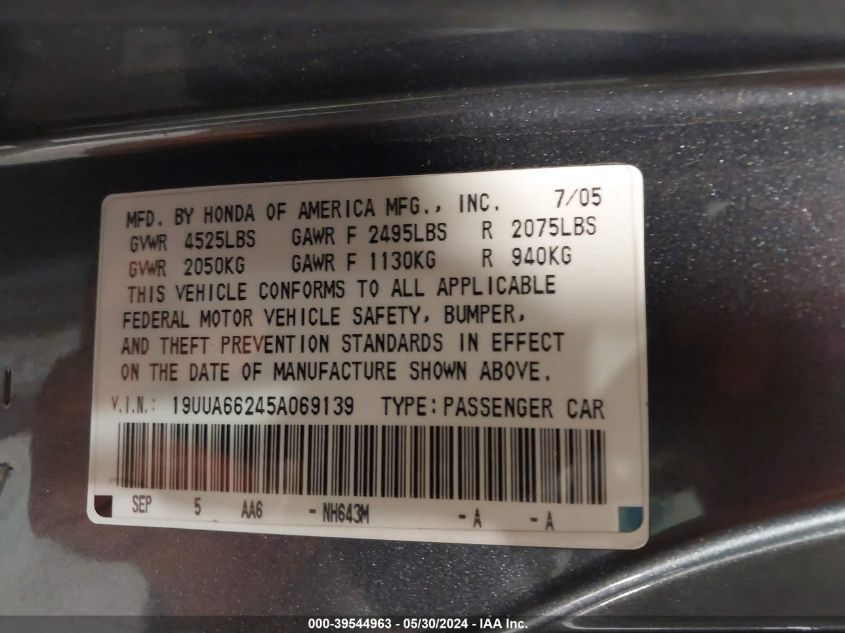 MFD. BY HONDA OF AMERICA MFG., INC. 7/05
GVWR 4525LBS GAWR F 2495LBS R 2075LBS
GVWR 2050KG GAWR F 1130KG R 940KG
THIS VEHICLE CONFORMS TO ALL APPLICABLE
FEDERAL MOTOR VEHICLE SAFETY, BUMPER,
AND THEFT PREVENTION STANDARDS IN EFFECT
ON THE DATE OF MANUFACTURE SHOWN ABOVE.
V.I.N.: 19UUA66245A069139 TYPE:PASSENGER CAR
SEP 5 AA6 - NH643M - A - A
000-39544963 - 05/30/2024 - IAA Inc.